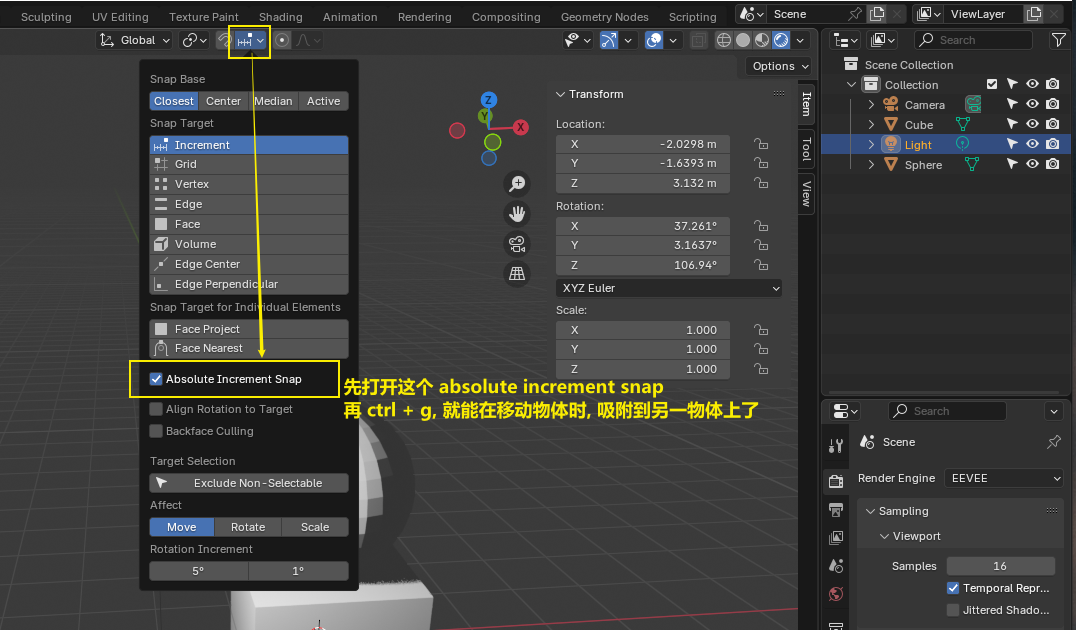 Sculpting UV Editing Texture Paint Shading Animation Rendering Compositing Geometry Nodes Scripting Scene ViewLayer
Global
Search
Options
Snap Base
Closest Center Median Active
Snap Target
Increment
Grid
Vertex
Edge
Face
Volume
Edge Center
Edge Perpendicular
Snap Target for Individual Elements
Face Project
Face Nearest
Absolute Increment Snap
Align Rotation to Target
Backface Culling
Target Selection
Exclude Non-Selectable
Affect
Move Rotate Scale
Rotation Increment
5° 1°
先打开这个 absolute increment snap
再 ctrl + g, 就能在移动物体时, 吸附到另一物体上了
Z
Y
X
Transform
Location:
X -2.0298 m
Y -1.6393 m
Z 3.132 m
Rotation:
X 37.261°
Y 3.1637°
Z 106.94°
XYZ Euler
Scale:
X 1.000
Y 1.000
Z 1.000
Item
Tool
View
Scene Collection
Collection
Camera
Cube
Light
Sphere
Search
Scene
Render Engine EEVEE
Sampling
Viewport
Samples 16
Temporal Repr...
Jittered Shado...